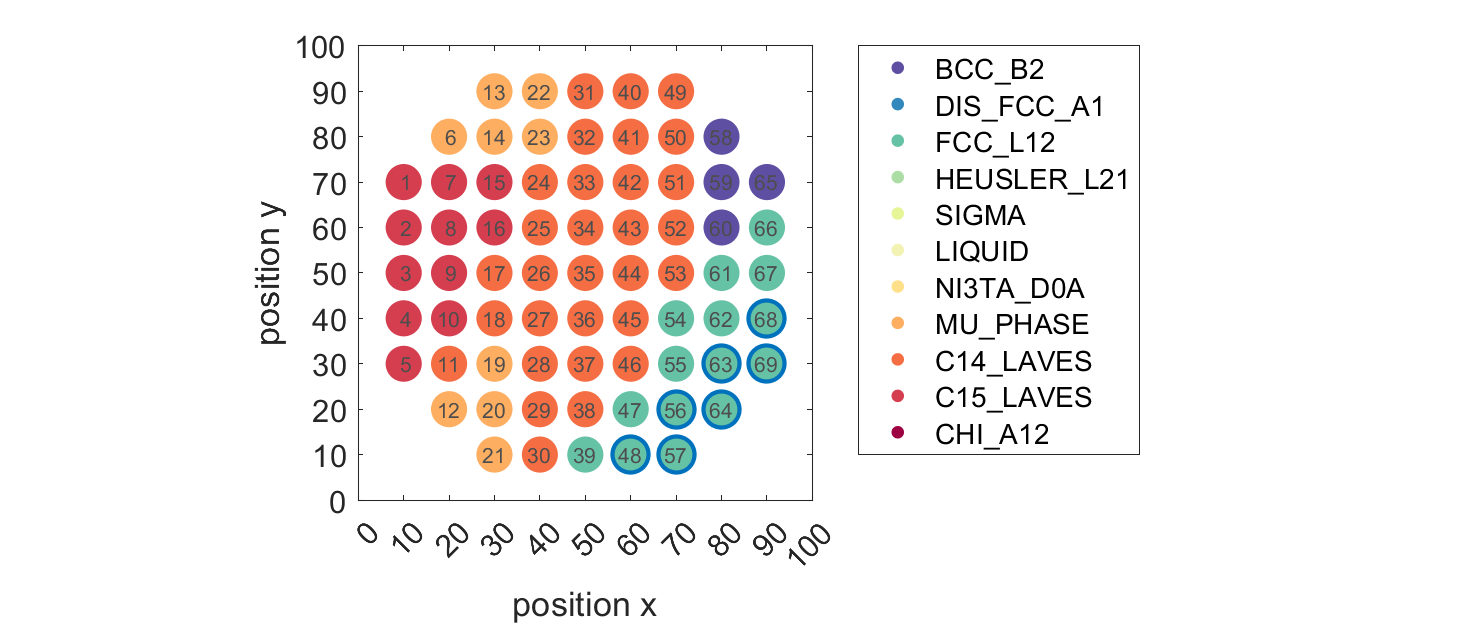 100
90
80
70
60
50
40
30
20
10
0
position y
13 22 31 40 49
6 14 23 32 41 50 58
1 7 15 24 33 42 51 59 65
2 8 16 25 34 43 52 60 66
3 9 17 26 35 44 53 61 67
4 10 18 27 36 45 54 62 68
5 11 19 28 37 46 55 63 69
12 20 29 38 47 56 64
21 30 39 48 57
0 10 20 30 40 50 60 70 80 90 100
position x
BCC_B2
DIS_FCC_A1
FCC_L12
HEUSLER_L21
SIGMA
LIQUID
NI3TA_D0A
MU_PHASE
C14_LAVES
C15_LAVES
CHI_A12